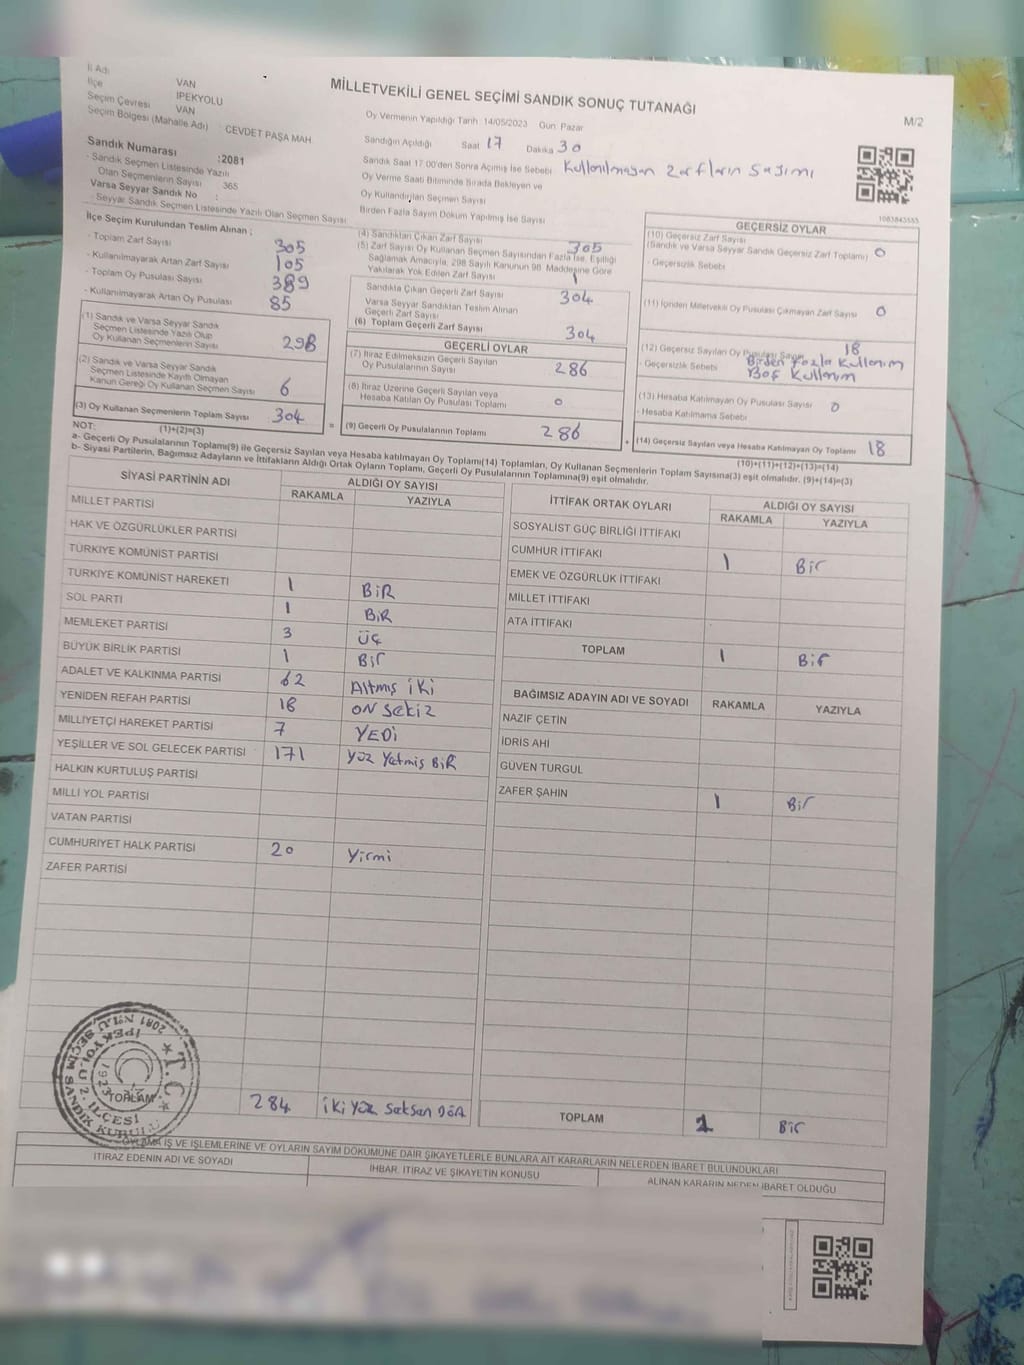 İl Adı
VAN
İlçe
İPEKYOLU
Seçim Çevresi
VAN
Seçim Bölgesi (Mahalle Adı) : CEVDET PAŞA MAH.
MİLLETVEKİLİ GENEL SEÇİMİ SANDIK SONUÇ TUTANAĞI
M/2
Oy Vermenin Yapıldığı Tarih: 14/05/2023 Gün: Pazar
Sandığın Açıldığı Saat 17 Dakika 30
Sandık Saat 17:00'den Sonra Açılmış İse Sebebi Kullanılmayan Zarfların Sayımı
Oy Verme Saati Bitiminde Sırada Bekleyen ve
Oy Kullandırılan Seçmen Sayısı
Birden Fazla Sayım Döküm Yapılmış İse Sayısı
1083843555
Sandık Numarası :2081
- Sandık Seçmen Listesinde Yazılı
Olan Seçmenlerin Sayısı 365
Varsa Seyyar Sandık No :
- Seyyar Sandık Seçmen Listesinde Yazılı Olan Seçmen Sayısı
İlçe Seçim Kurulundan Teslim Alınan ;
- Toplam Zarf Sayısı 305
- Kullanılmayarak Artan Zarf Sayısı 105
- Toplam Oy Pusulası Sayısı 389
- Kullanılmayarak Artan Oy Pusulası 85
(1) Sandık ve Varsa Seyyar Sandık
Seçmen Listesinde Yazılı Olup
Oy Kullanan Seçmenlerin Sayısı 298
(2) Sandık ve Varsa Seyyar Sandık
Seçmen Listesinde Kayıtlı Olmayan
Kanun Gereği Oy Kullanan Seçmen Sayısı 6
(3) Oy Kullanan Seçmenlerin Toplam Sayısı 304
(1)+(2)=(3)
(4) Sandıktan Çıkan Zarf Sayısı 305
(5) Zarf Sayısı Oy Kullanan Seçmen Sayısından Fazla İse, Eşitliği
Sağlamak Amacıyla, 298 Sayılı Kanunun 98. Maddesine Göre
Yakılarak Yok Edilen Zarf Sayısı 1
Sandıkta Çıkan Geçerli Zarf Sayısı 304
Varsa Seyyar Sandıktan Teslim Alınan
Geçerli Zarf Sayısı
(6) Toplam Geçerli Zarf Sayısı 304
GEÇERLİ OYLAR
(7) İtiraz Edilmeksizin Geçerli Sayılan
Oy Pusulalarının Sayısı 286
(8) İtiraz Üzerine Geçerli Sayılan veya
Hesaba Katılan Oy Pusulası Toplamı 0
= (9) Geçerli Oy Pusulalarının Toplamı 286
GEÇERSİZ OYLAR
(10) Geçersiz Zarf Sayısı
(Sandık ve Varsa Seyyar Sandık Geçersiz Zarf Toplamı) 0
- Geçersizlik Sebebi
(11) İçinden Milletvekili Oy Pusulası Çıkmayan Zarf Sayısı 0
(12) Geçersiz Sayılan Oy Pusulası Sayısı 18
- Geçersizlik Sebebi Birden Fazla Kullanım
Boş Kullanım
(13) Hesaba Katılmayan Oy Pusulası Sayısı 0
- Hesaba Katılmama Sebebi
+ (14) Geçersiz Sayılan veya Hesaba Katılmayan Oy Toplamı 18
(10)+(11)+(12)+(13)=(14)
NOT:
a- Geçerli Oy Pusulalarının Toplamı(9) ile Geçersiz Sayılan veya Hesaba katılmayan Oy Toplamı(14) Toplamları, Oy Kullanan Seçmenlerin Toplam Sayısına(3) eşit olmalıdır. (9)+(14)=(3)
b- Siyasi Partilerin, Bağımsız Adayların ve İttifakların Aldığı Ortak Oyların Toplamı, Geçerli Oy Pusulalarının Toplamına(9) eşit olmalıdır.
SİYASİ PARTİNİN ADI
ALDIĞI OY SAYISI
RAKAMLA YAZIYLA
MİLLET PARTİSİ
HAK VE ÖZGÜRLÜKLER PARTİSİ
TÜRKİYE KOMÜNİST PARTİSİ
TÜRKİYE KOMÜNİST HAREKETİ 1 BİR
SOL PARTİ 1 BİR
MEMLEKET PARTİSİ 3 üç
BÜYÜK BİRLİK PARTİSİ 1 Bir
ADALET VE KALKINMA PARTİSİ 62 Altmış iki
YENİDEN REFAH PARTİSİ 18 ON Sekiz
MİLLİYETÇİ HAREKET PARTİSİ 7 YEDİ
YEŞİLLER VE SOL GELECEK PARTİSİ 171 Yüz Yetmiş BİR
HALKIN KURTULUŞ PARTİSİ
MİLLİ YOL PARTİSİ
VATAN PARTİSİ
CUMHURİYET HALK PARTİSİ 20 Yirmi
ZAFER PARTİSİ
TOPLAM 284 iki yüz Seksan Dört
İTTİFAK ORTAK OYLARI
ALDIĞI OY SAYISI
RAKAMLA YAZIYLA
SOSYALİST GÜÇ BİRLİĞİ İTTİFAKI
CUMHUR İTTİFAKI 1 Bir
EMEK VE ÖZGÜRLÜK İTTİFAKI
MİLLET İTTİFAKI
ATA İTTİFAKI
TOPLAM 1 Bir
BAĞIMSIZ ADAYIN ADI VE SOYADI RAKAMLA YAZIYLA
NAZİF ÇETİN
İDRİS AHİ
GÜVEN TURGUL
ZAFER ŞAHİN 1 Bir
TOPLAM 1 Bir
T.C.
İPEKYOLU 2. İLÇESİ
2081 N.LU SEÇİM SANDIK KURULU
1923
OYLAMA İŞ VE İŞLEMLERİNE VE OYLARIN SAYIM DÖKÜMÜNE DAİR ŞİKAYETLERLE BUNLARA AİT KARARLARIN NELERDEN İBARET BULUNDUKLARI
İTİRAZ EDENİN ADI VE SOYADI
İHBAR, İTİRAZ VE ŞİKAYETİN KONUSU
ALINAN KARARIN NEDEN İBARET OLDUĞU